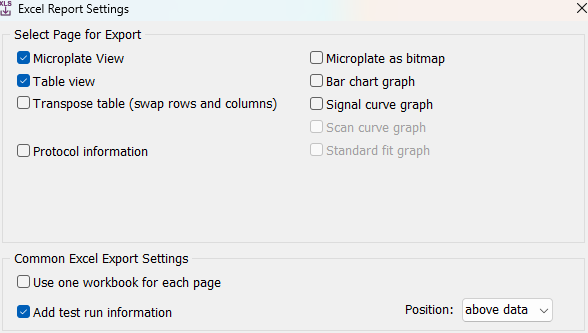 XLS
Excel Report Settings
Select Page for Export
Microplate View
Microplate as bitmap
Table view
Bar chart graph
Transpose table (swap rows and columns)
Signal curve graph
Scan curve graph
Protocol information
Standard fit graph
Common Excel Export Settings
Use one workbook for each page
Add test run information
Position: above data